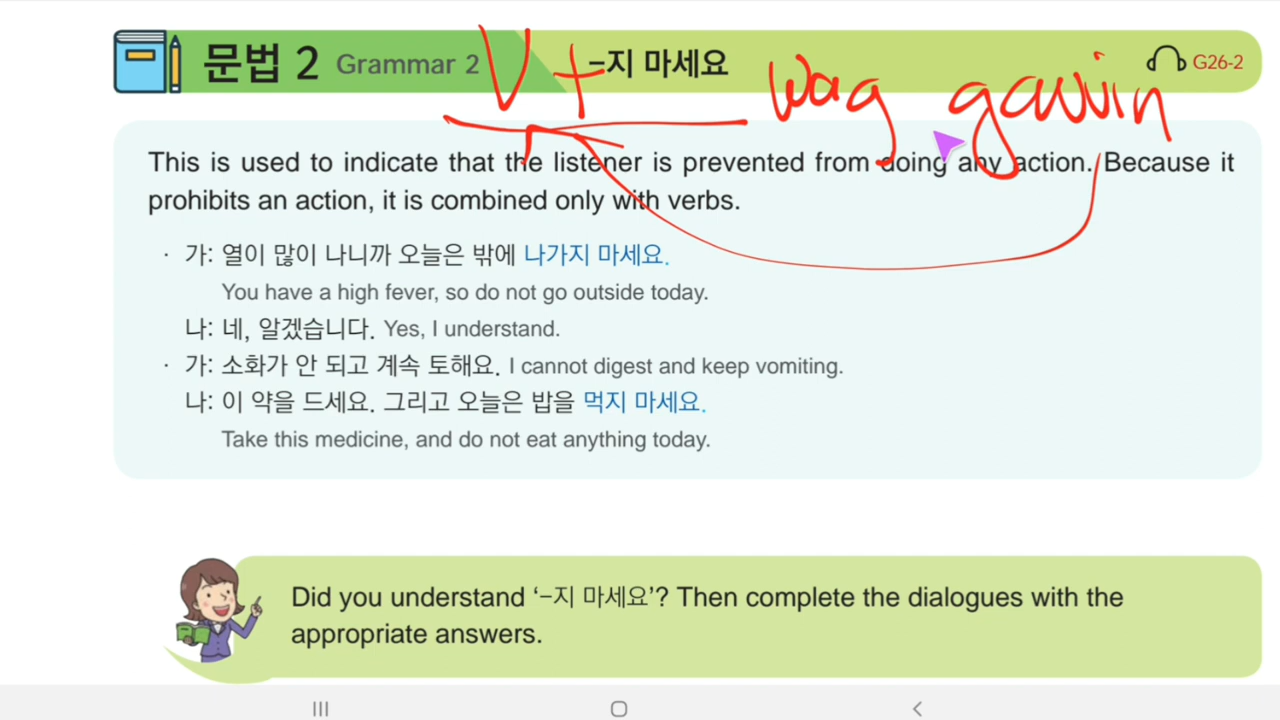 문법 2 Grammar 2 V + -지 마세요 wag gawin G26-2
This is used to indicate that the listener is prevented from doing any action. Because it
prohibits an action, it is combined only with verbs.
· 가: 열이 많이 나니까 오늘은 밖에 나가지 마세요.
You have a high fever, so do not go outside today.
나: 네, 알겠습니다. Yes, I understand.
· 가: 소화가 안 되고 계속 토해요. I cannot digest and keep vomiting.
나: 이 약을 드세요. 그리고 오늘은 밥을 먹지 마세요.
Take this medicine, and do not eat anything today.
Did you understand ‘-지 마세요’? Then complete the dialogues with the
appropriate answers.